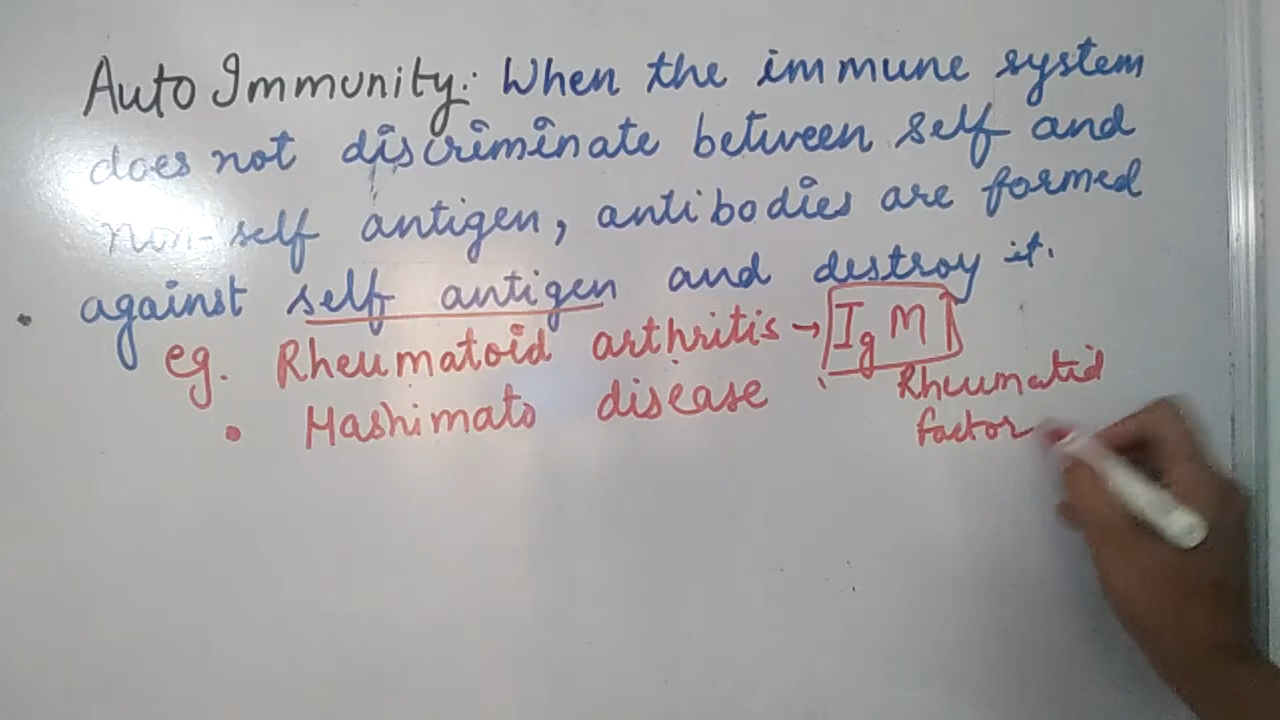 Auto Immunity: When the immune system
does not discriminate between self and
non-self antigen, antibodies are formed
• against self antigen and destroy it.
eg. Rheumatoid arthritis → IgM
• Hashimato disease
Rheumatid
factor